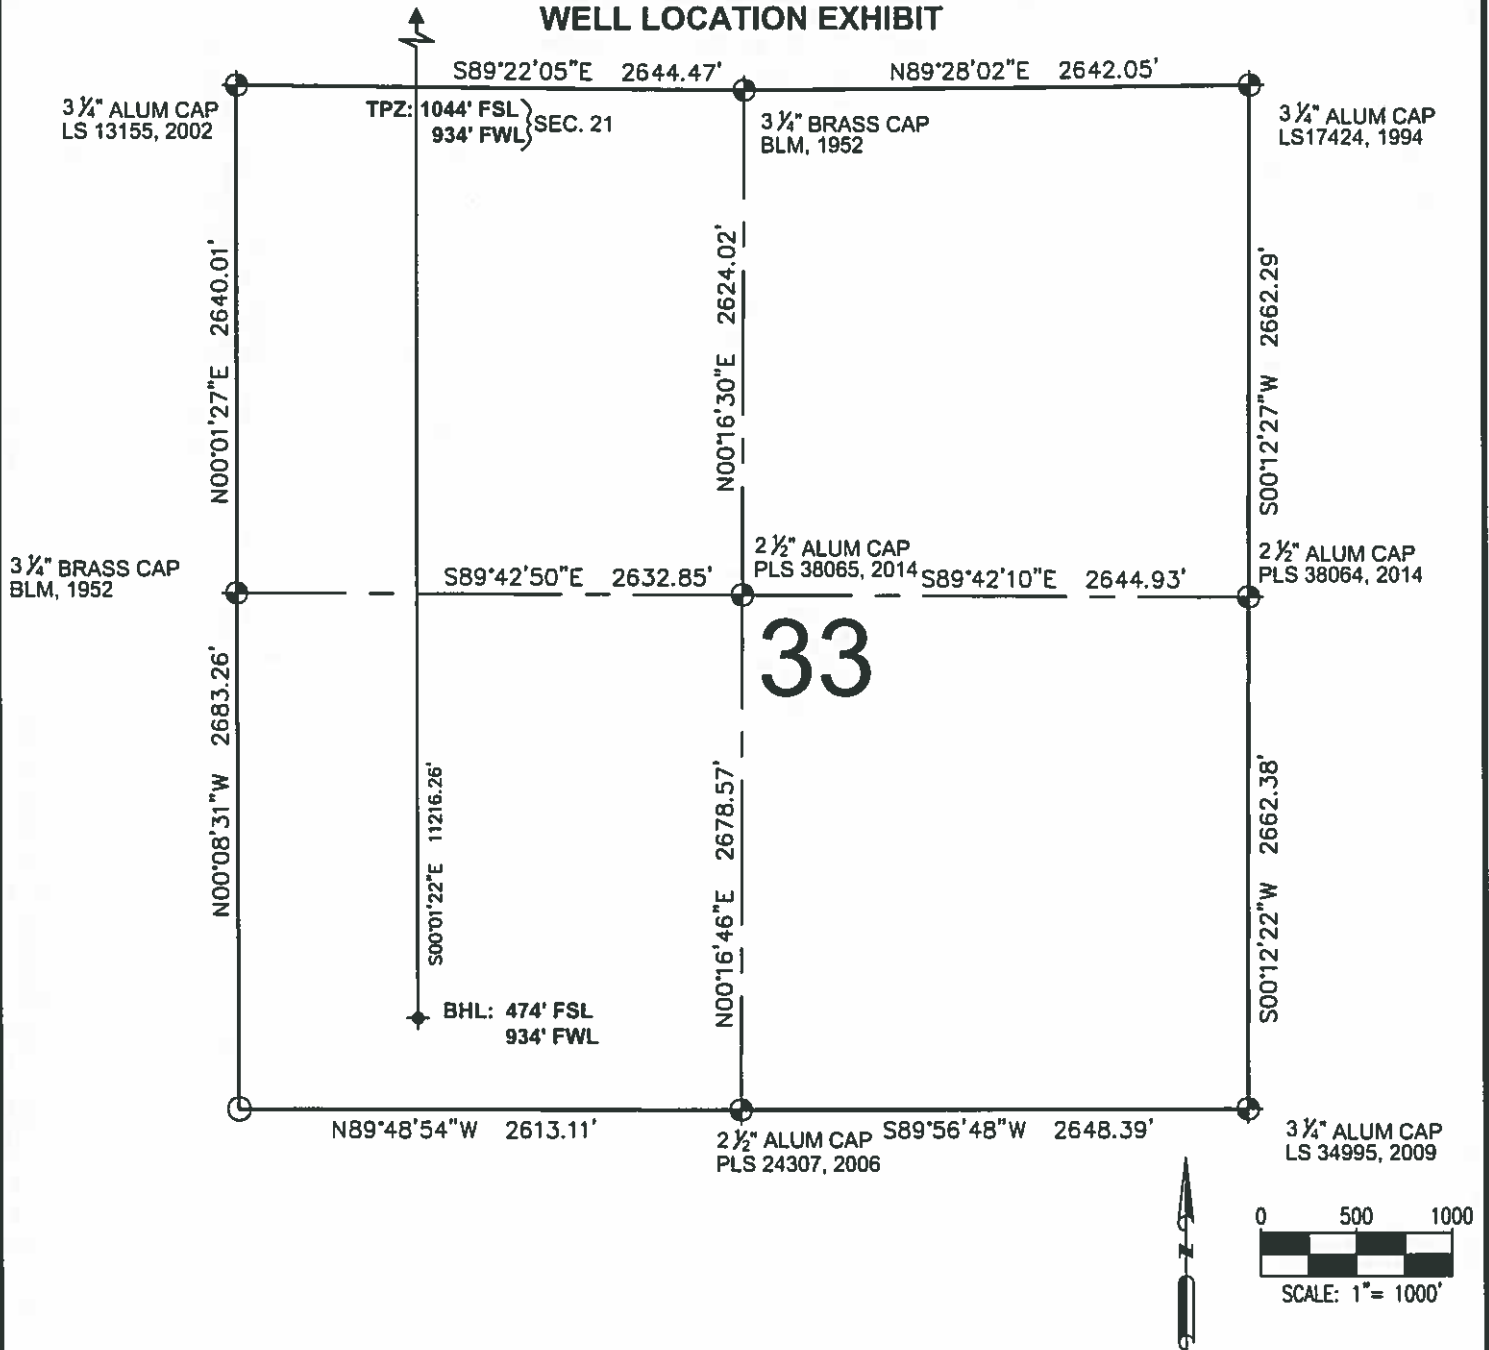 WELL LOCATION EXHIBIT
S89°22'05"E 2644.47'
N89°28'02"E 2642.05'
3 ¼" ALUM CAP
LS 13155, 2002
TPZ: 1044' FSL
934' FWL
SEC. 21
3 ¼" BRASS CAP
BLM, 1952
3 ¼" ALUM CAP
LS17424, 1994
N00°01'27"E 2640.01'
N00°16'30"E 2624.02'
S00°12'27"W 2662.29'
3 ¼" BRASS CAP
BLM, 1952
S89°42'50"E 2632.85'
2 ½" ALUM CAP
PLS 38065, 2014
S89°42'10"E 2644.93'
2 ½" ALUM CAP
PLS 38064, 2014
33
N00°08'31"W 2683.26'
S00°01'22"E 11216.26'
N00°16'46"E 2678.57'
S00°12'22"W 2662.38'
BHL: 474' FSL
934' FWL
N89°48'54"W 2613.11'
2 ½" ALUM CAP
PLS 24307, 2006
S89°56'48"W 2648.39'
3 ¼" ALUM CAP
LS 34995, 2009
N
0 500 1000
SCALE: 1"= 1000'